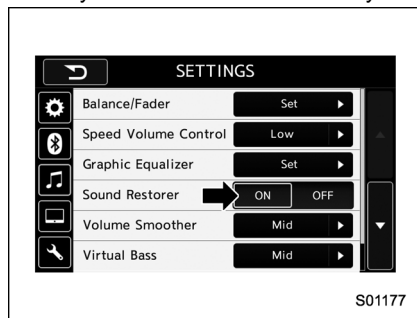 SETTINGS
Balance/Fader Set
Speed Volume Control Low
Graphic Equalizer Set
Sound Restorer ON OFF
Volume Smoother Mid
Virtual Bass Mid
S01177